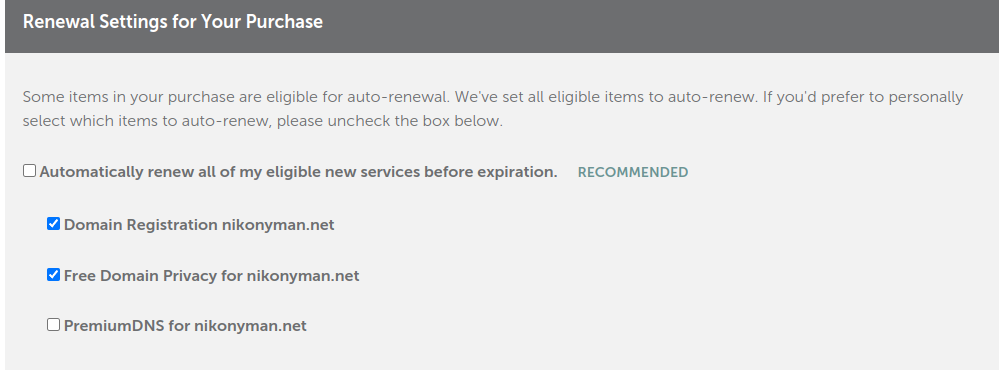 Renewal Settings for Your Purchase
Some items in your purchase are eligible for auto-renewal. We've set all eligible items to auto-renew. If you'd prefer to personally
select which items to auto-renew, please uncheck the box below.
Automatically renew all of my eligible new services before expiration. RECOMMENDED
Domain Registration nikonyman.net
Free Domain Privacy for nikonyman.net
PremiumDNS for nikonyman.net